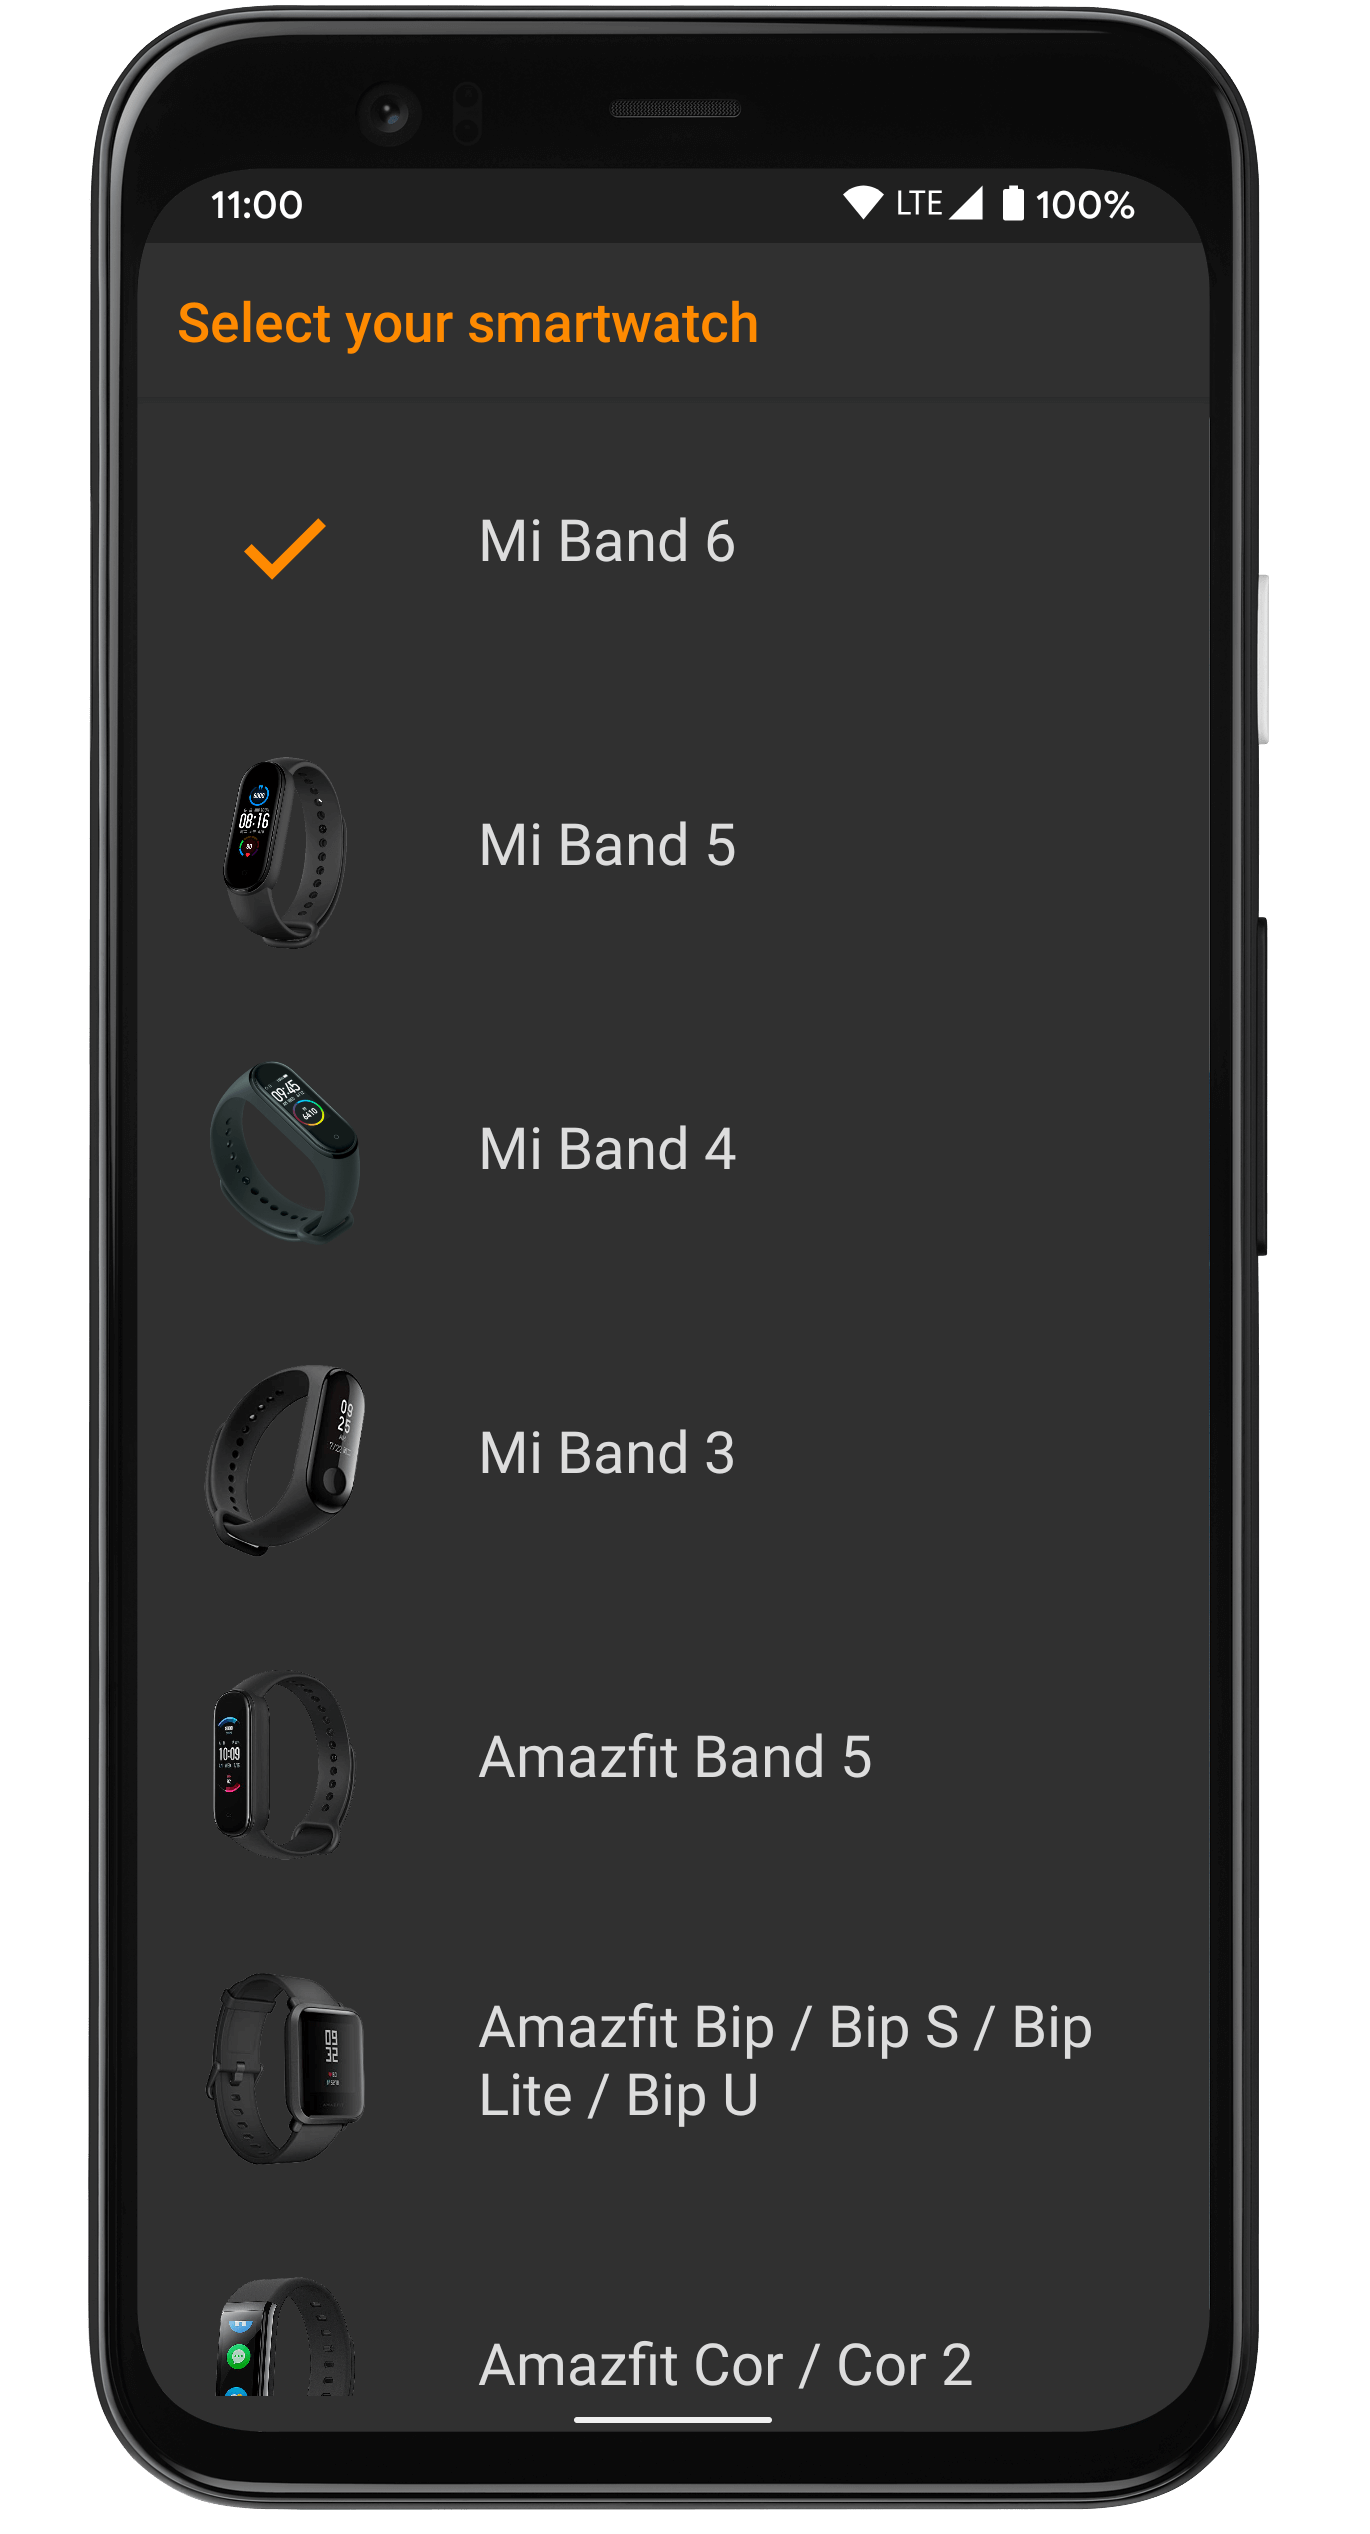 11:00 LTE 100%
Select your smartwatch
Mi Band 6
Mi Band 5
08:16
Mi Band 4
09:45
6410
Mi Band 3
09
25
Amazfit Band 5
10:09
Amazfit Bip / Bip S / Bip
Lite / Bip U
09
32
Amazfit Cor / Cor 2